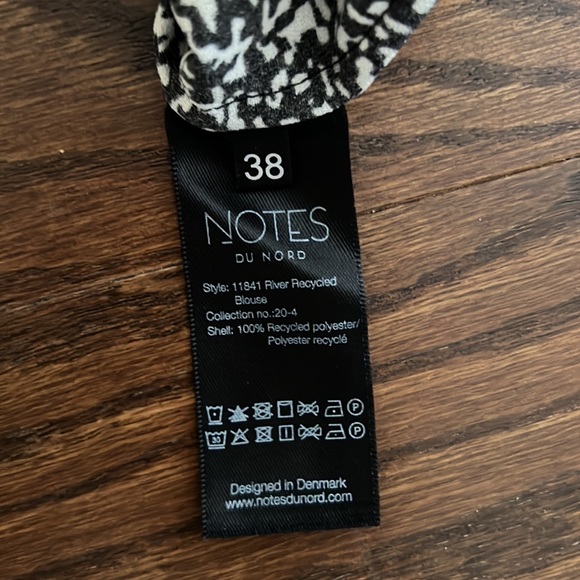 38
NOTES
DU NORD
Style: 11841 River Recycled
Blouse
Collection no.:20-4
Shell: 100% Recycled polyester/
Polyester recyclé
P
30 P
Designed in Denmark
www.notesdunord.com